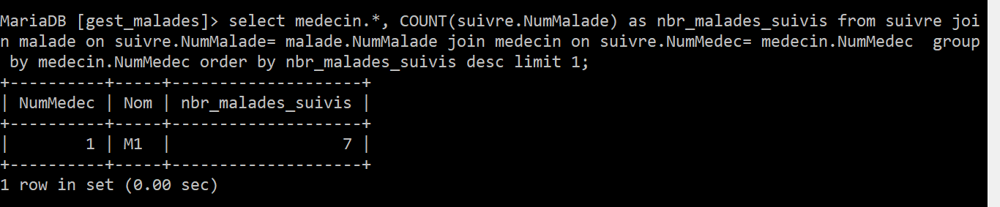 MariaDB [gest_malades]> select medecin.*, COUNT(suivre.NumMalade) as nbr_malades_suivis from suivre joi
n malade on suivre.NumMalade= malade.NumMalade join medecin on suivre.NumMedec= medecin.NumMedec  group
 by medecin.NumMedec order by nbr_malades_suivis desc limit 1;
+----------+-----+--------------------+
| NumMedec | Nom | nbr_malades_suivis |
+----------+-----+--------------------+
|        1 | M1  |                  7 |
+----------+-----+--------------------+
1 row in set (0.00 sec)